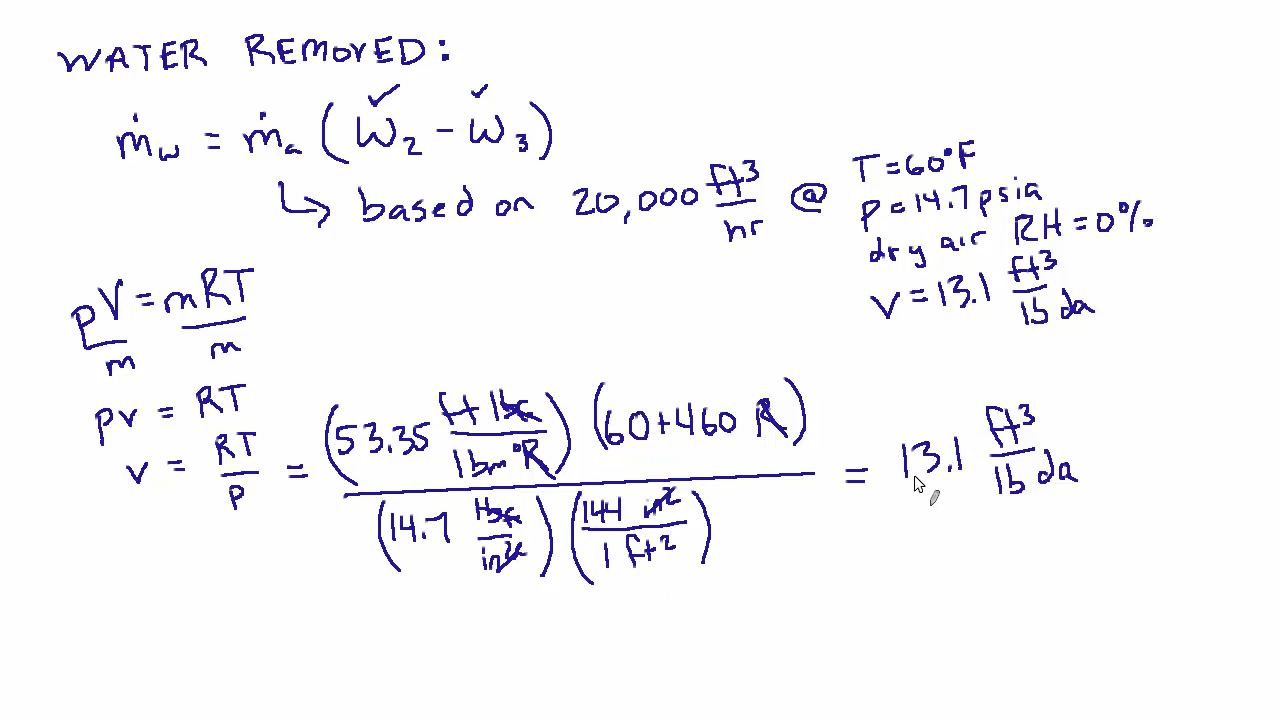 WATER REMOVED:
ṁw = ṁa (W2 - W3)
↳ based on 20,000 ft³/hr @
T = 60°F
P = 14.7 psia
dry air RH = 0%
v = 13.1 ft³/lb da
pV/m = mRT/m
pv = RT
v = RT/P = (53.35 ft lbf/lbm °R) (60+460 R) / (14.7 lbf/in²) (144 in²/1 ft²) = 13.1 ft³/lb da